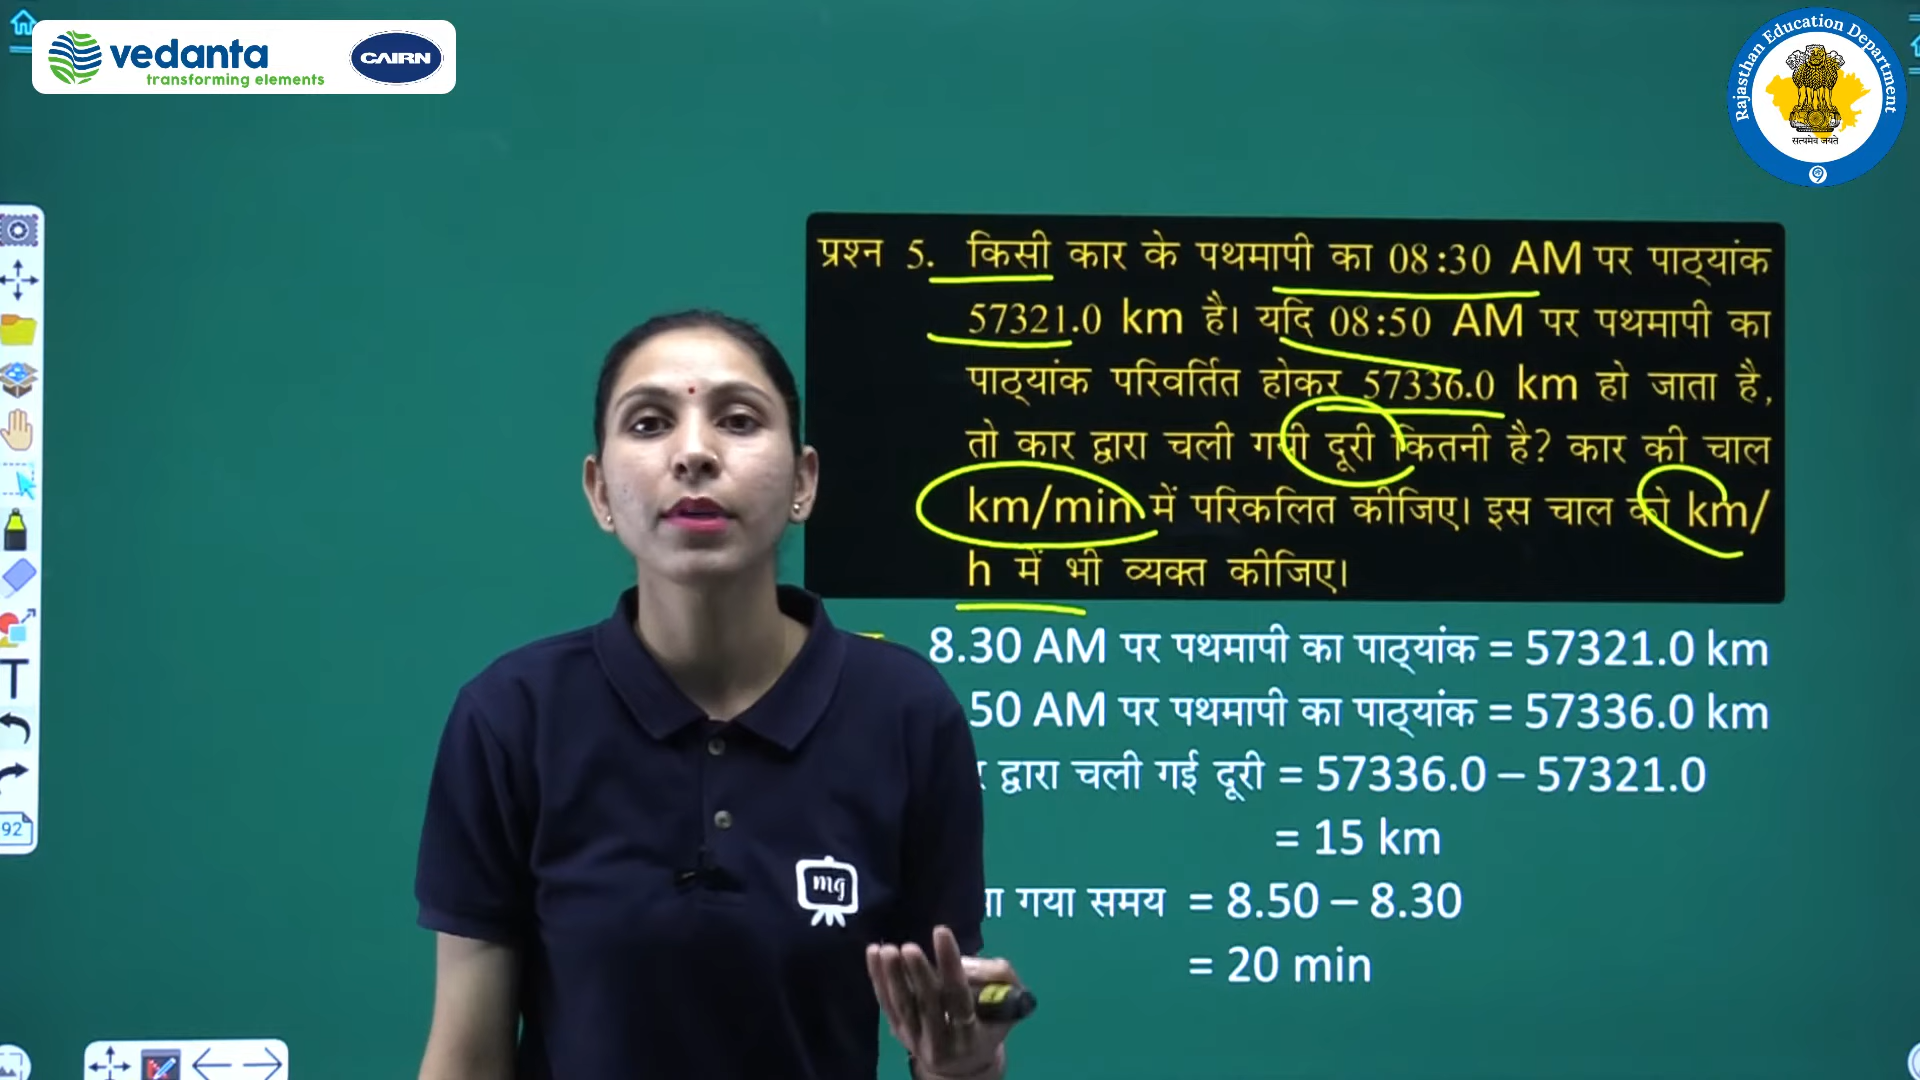 vedanta
transforming elements
CAIRN
Rajasthan Education Department
सत्यमेव जयते
प्रश्न 5. किसी कार के पथमापी का 08:30 AM पर पाठ्यांक
57321.0 km है। यदि 08:50 AM पर पथमापी का
पाठ्यांक परिवर्तित होकर 57336.0 km हो जाता है,
तो कार द्वारा चली गयी दूरी कितनी है? कार की चाल
km/min में परिकलित कीजिए। इस चाल को km/
h में भी व्यक्त कीजिए।
8.30 AM पर पथमापी का पाठ्यांक = 57321.0 km
50 AM पर पथमापी का पाठ्यांक = 57336.0 km
द्वारा चली गई दूरी = 57336.0 – 57321.0
= 15 km
गया समय = 8.50 – 8.30
= 20 min
mg
T
92